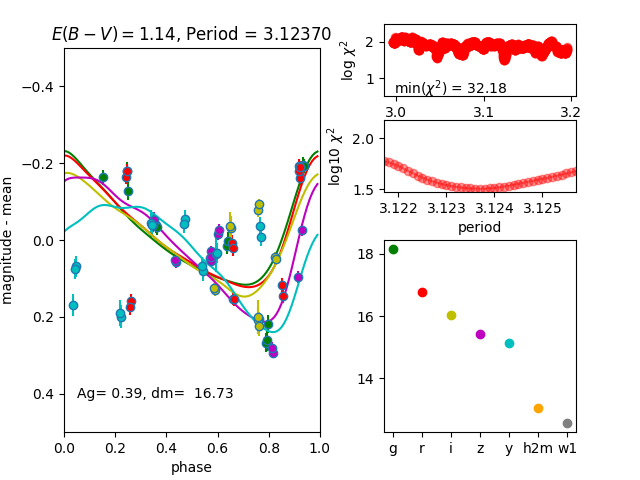 E(B − V) = 1.14, Period = 3.12370
magnitude - mean
−0.4
−0.2
0.0
0.2
0.4
Ag= 0.39, dm= 16.73
0.0 0.2 0.4 0.6 0.8 1.0
phase
log χ²
2
1
min(χ²) = 32.18
3.0 3.1 3.2
log10 χ²
2.0
1.5
3.122 3.123 3.124 3.125
period
18
16
14
g r i z y h2m w1